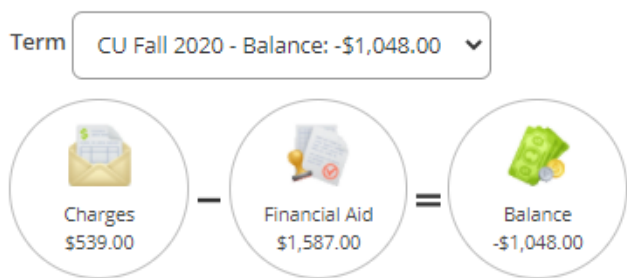 Term CU Fall 2020 - Balance: -$1,048.00
Charges
$539.00
–
Financial Aid
$1,587.00
=
Balance
-$1,048.00